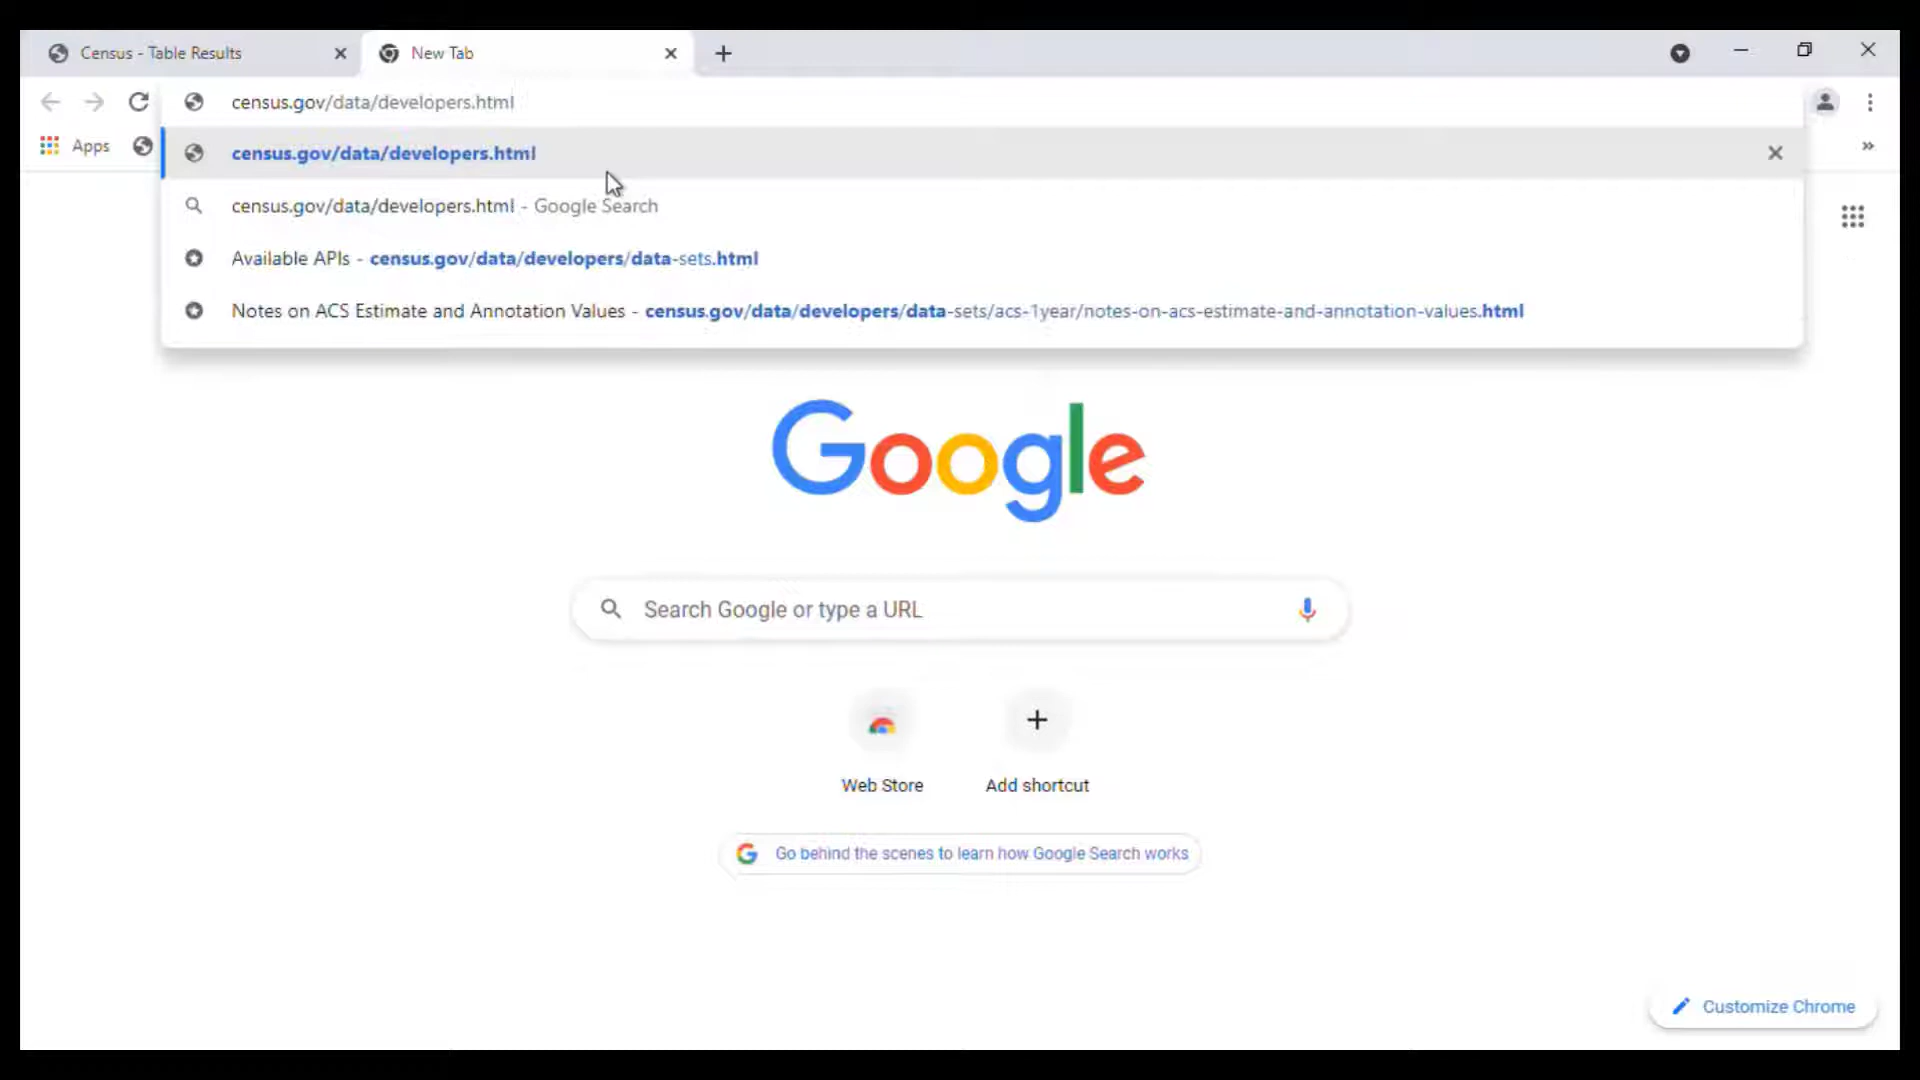 Census - Table Results
New Tab
census.gov/data/developers.html
Apps
census.gov/data/developers.html
census.gov/data/developers.html - Google Search
Available APIs - census.gov/data/developers/data-sets.html
Notes on ACS Estimate and Annotation Values - census.gov/data/developers/data-sets/acs-1year/notes-on-acs-estimate-and-annotation-values.html
Google
Search Google or type a URL
Web Store
Add shortcut
Go behind the scenes to learn how Google Search works
Customize Chrome